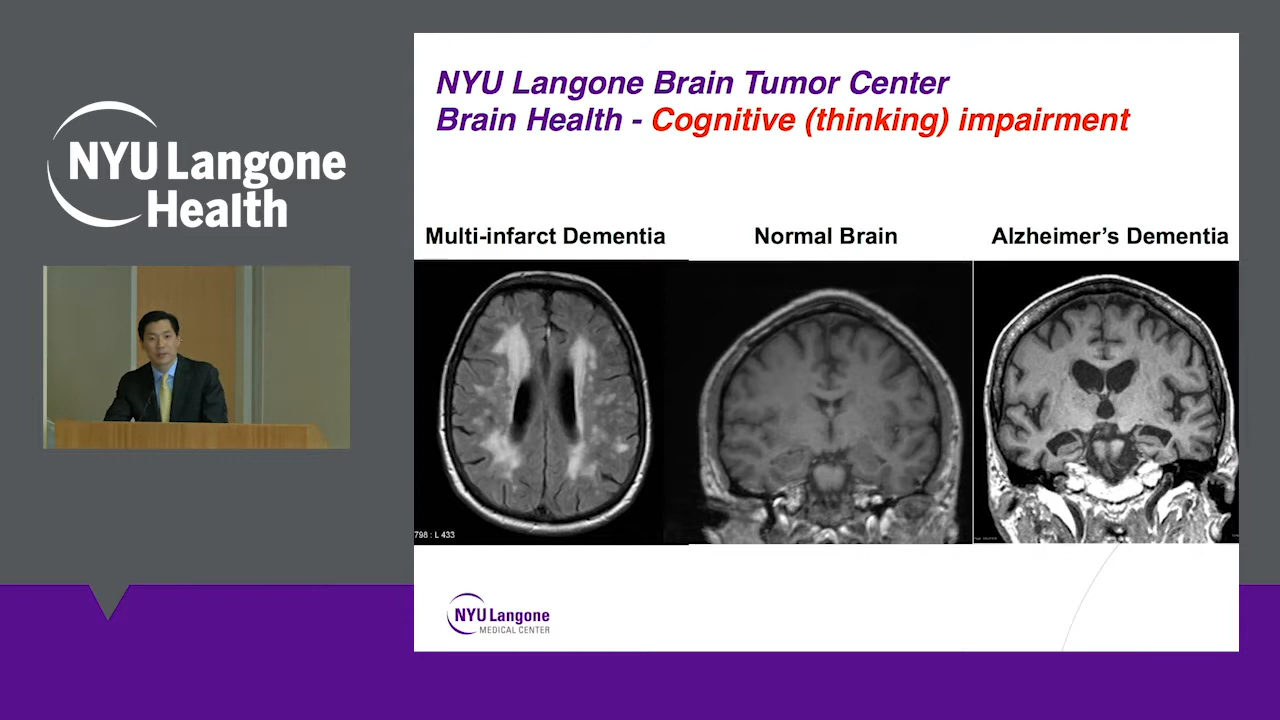 NYU Langone
Health
NYU Langone Brain Tumor Center
Brain Health - Cognitive (thinking) impairment
Multi-infarct Dementia
Normal Brain
Alzheimer's Dementia
798 : L 433
NYU Langone
MEDICAL CENTER